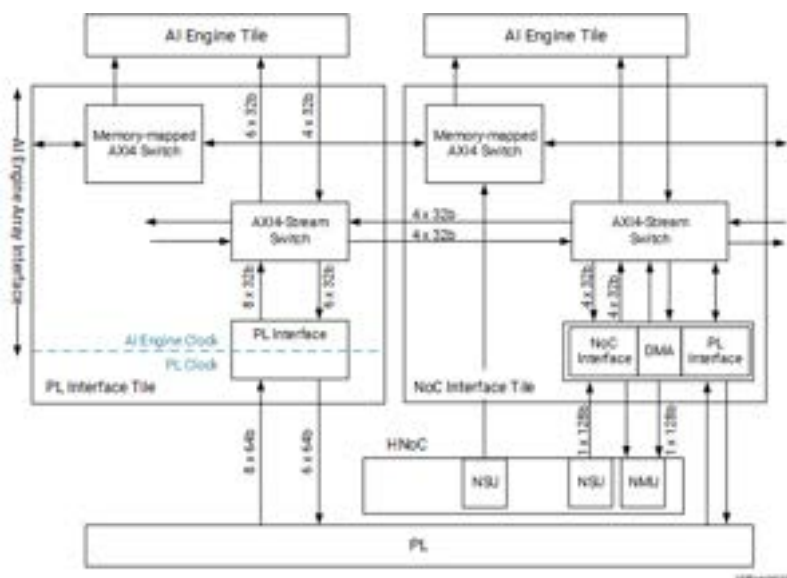 AI Engine Tile
AI Engine Tile
AI Engine Array Interface
6 x 32b
4 x 32b
Memory-mapped
AXI4 Switch
Memory-mapped
AXI4 Switch
AXI4-Stream
Switch
4 x 32b
4 x 32b
AXI4-Stream
Switch
8 x 32b
6 x 32b
4 x 32b
4 x 32b
PL Interface
NoC
Interface
DMA
PL
Interface
AI Engine Clock
PL Clock
PL Interface Tile
NoC Interface Tile
8 x 64b
6 x 64b
1 x 128b
1 x 128b
HNoC
NSU
NSU
NMU
PL